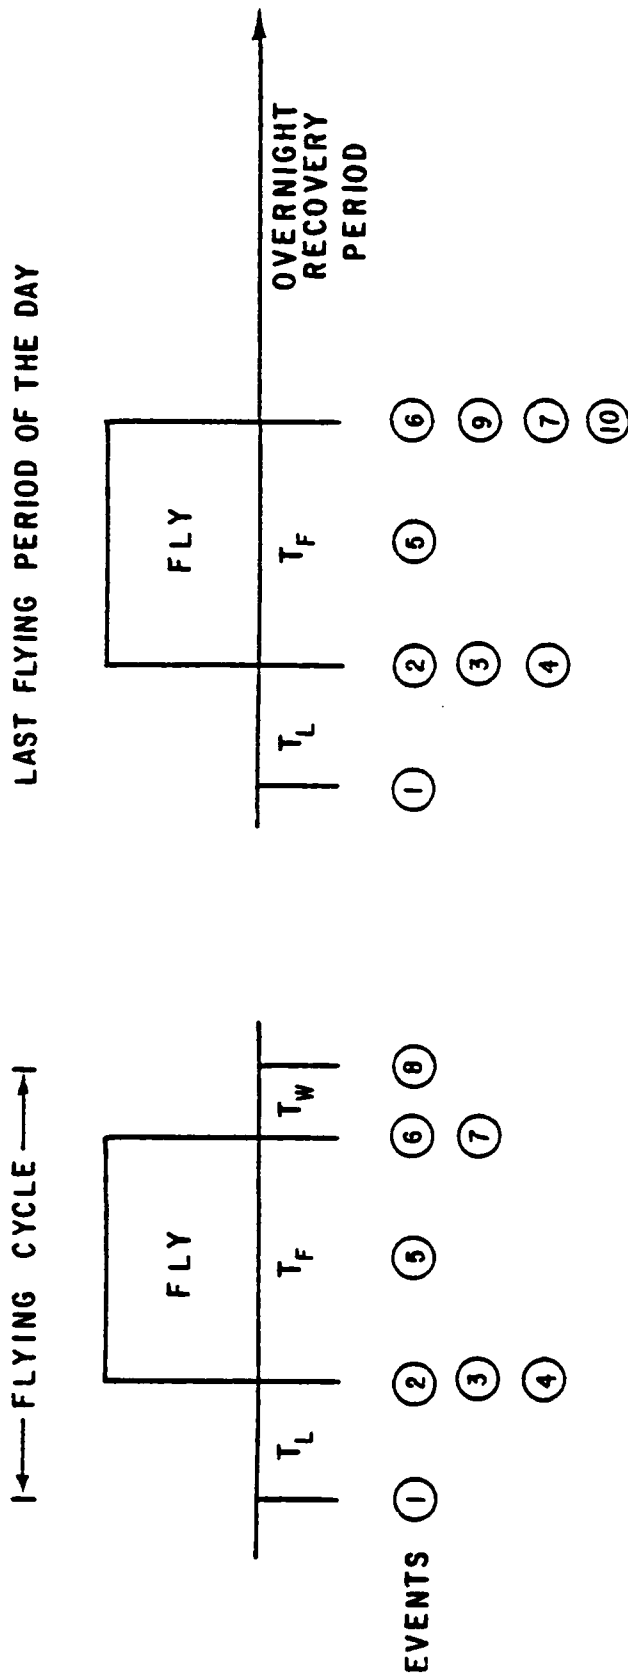 FLYING CYCLE
FLY
T_L T_F T_W
EVENTS 1 2 5 6 8
3 7
4
LAST FLYING PERIOD OF THE DAY
FLY
T_L T_F
OVERNIGHT
RECOVERY
PERIOD
1 2 5 6
3 9
4 7
10